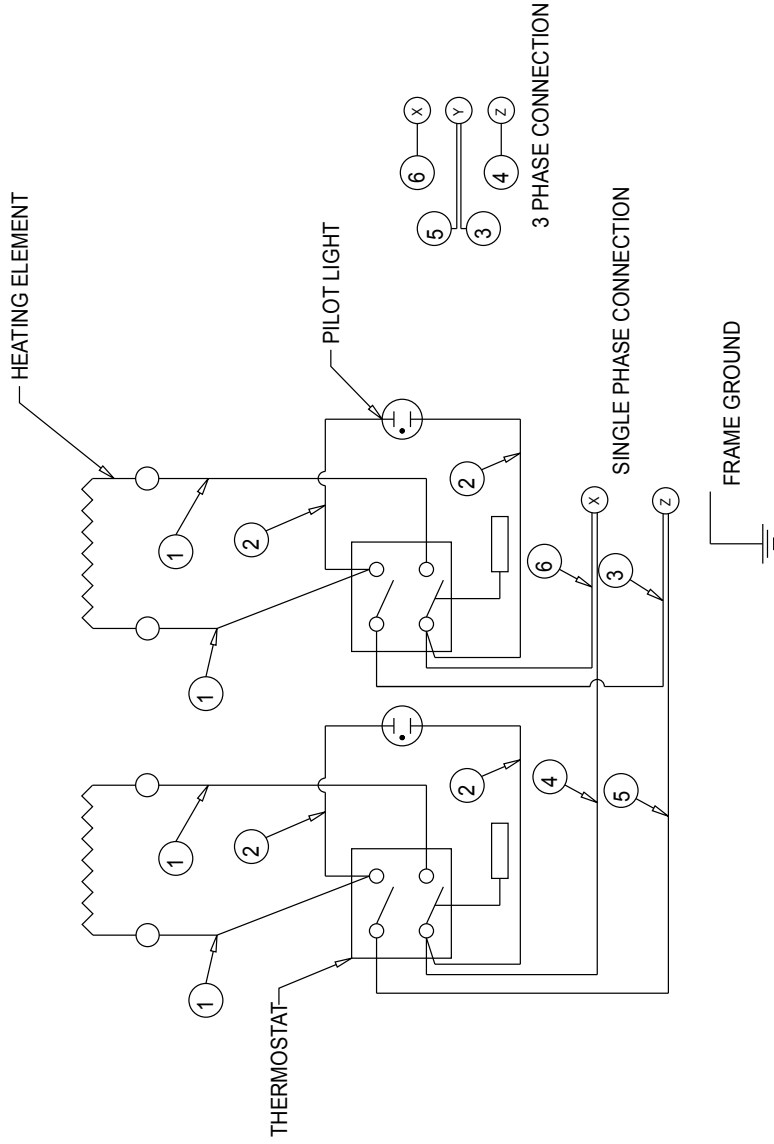 HEATING ELEMENT
1
1
1
1
2
2
THERMOSTAT
PILOT LIGHT
6 X
5
Y
2
2
3
4 Z
3 PHASE CONNECTION
4
6
X
SINGLE PHASE CONNECTION
5
3
Z
FRAME GROUND